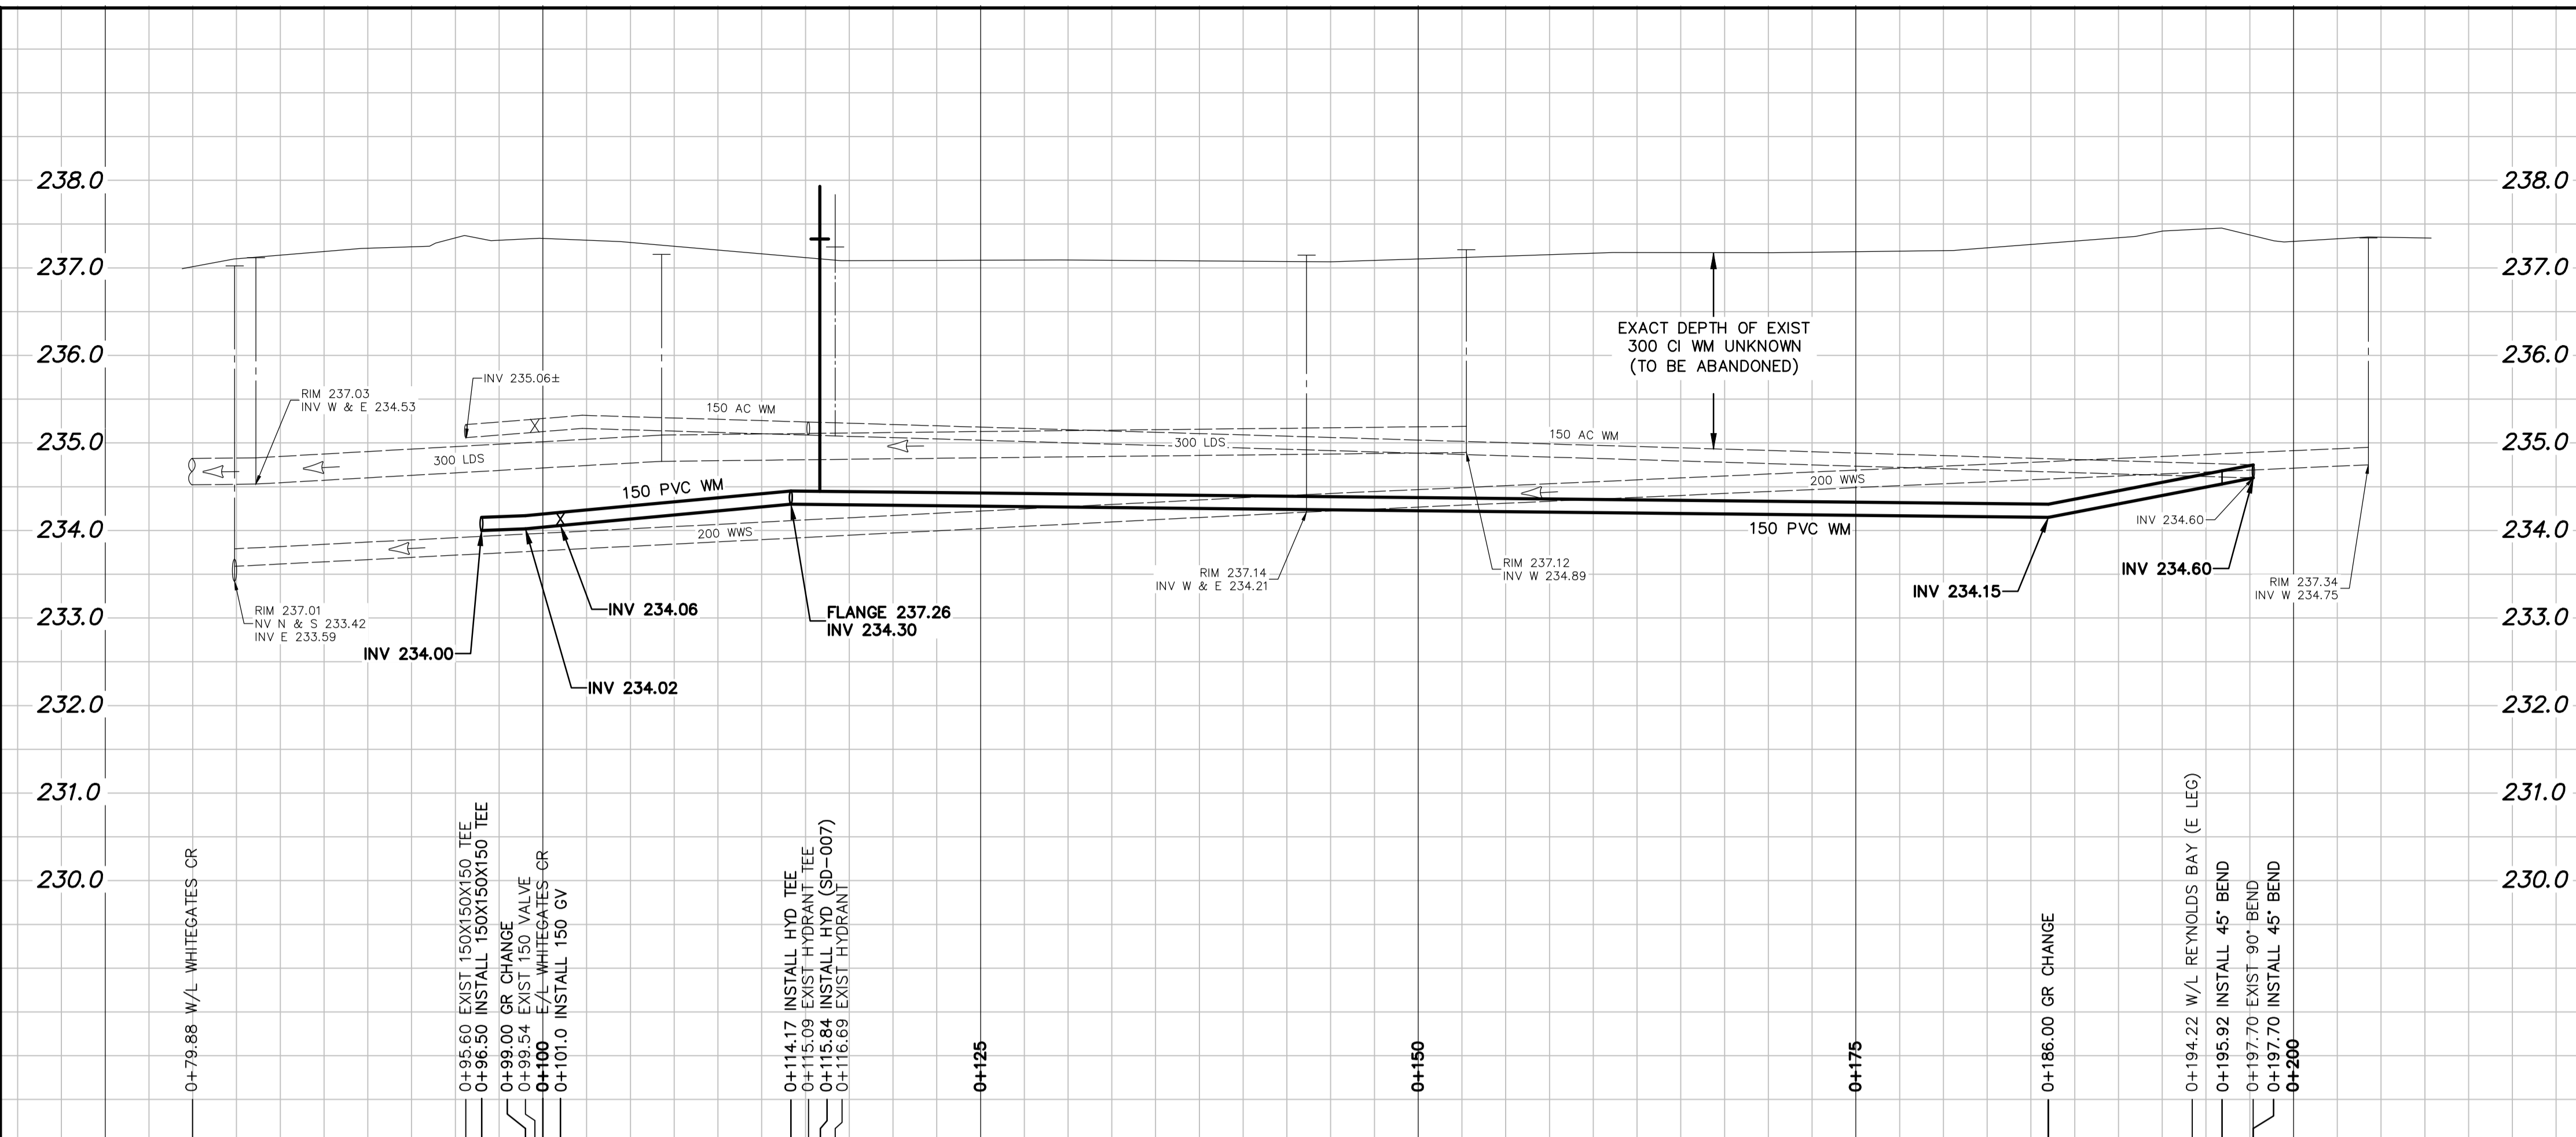 238.0
238.0
237.0
237.0
236.0
236.0
235.0
235.0
234.0
234.0
233.0
233.0
232.0
232.0
231.0
231.0
230.0
230.0
RIM 237.03
INV W & E 234.53
INV 235.06±
150 AC WM
300 LDS
150 PVC WM
200 WWS
300 LDS
EXACT DEPTH OF EXIST
300 CI WM UNKNOWN
(TO BE ABANDONED)
150 AC WM
200 WWS
150 PVC WM
RIM 237.01
NV N & S 233.42
INV E 233.59
INV 234.00
INV 234.02
INV 234.06
FLANGE 237.26
INV 234.30
RIM 237.14
INV W & E 234.21
RIM 237.12
INV W 234.89
INV 234.15
INV 234.60
INV 234.60
RIM 237.34
INV W 234.75
0+79.88 W/L WHITEGATES CR
0+95.60 EXIST 150X150X150 TEE
0+96.50 INSTALL 150X150X150 TEE
0+99.00 GR CHANGE
0+99.54 EXIST 150 VALVE
0+100
E/L WHITEGATES CR
0+101.0 INSTALL 150 GV
0+114.17 INSTALL HYD TEE
0+115.09 EXIST HYDRANT TEE
0+115.84 INSTALL HYD (SD-007)
0+116.69 EXIST HYDRANT
0+125
0+150
0+175
0+186.00 GR CHANGE
0+194.22 W/L REYNOLDS BAY (E LEG)
0+195.92 INSTALL 45° BEND
0+197.70 EXIST 90° BEND
0+197.70 INSTALL 45° BEND
0+200